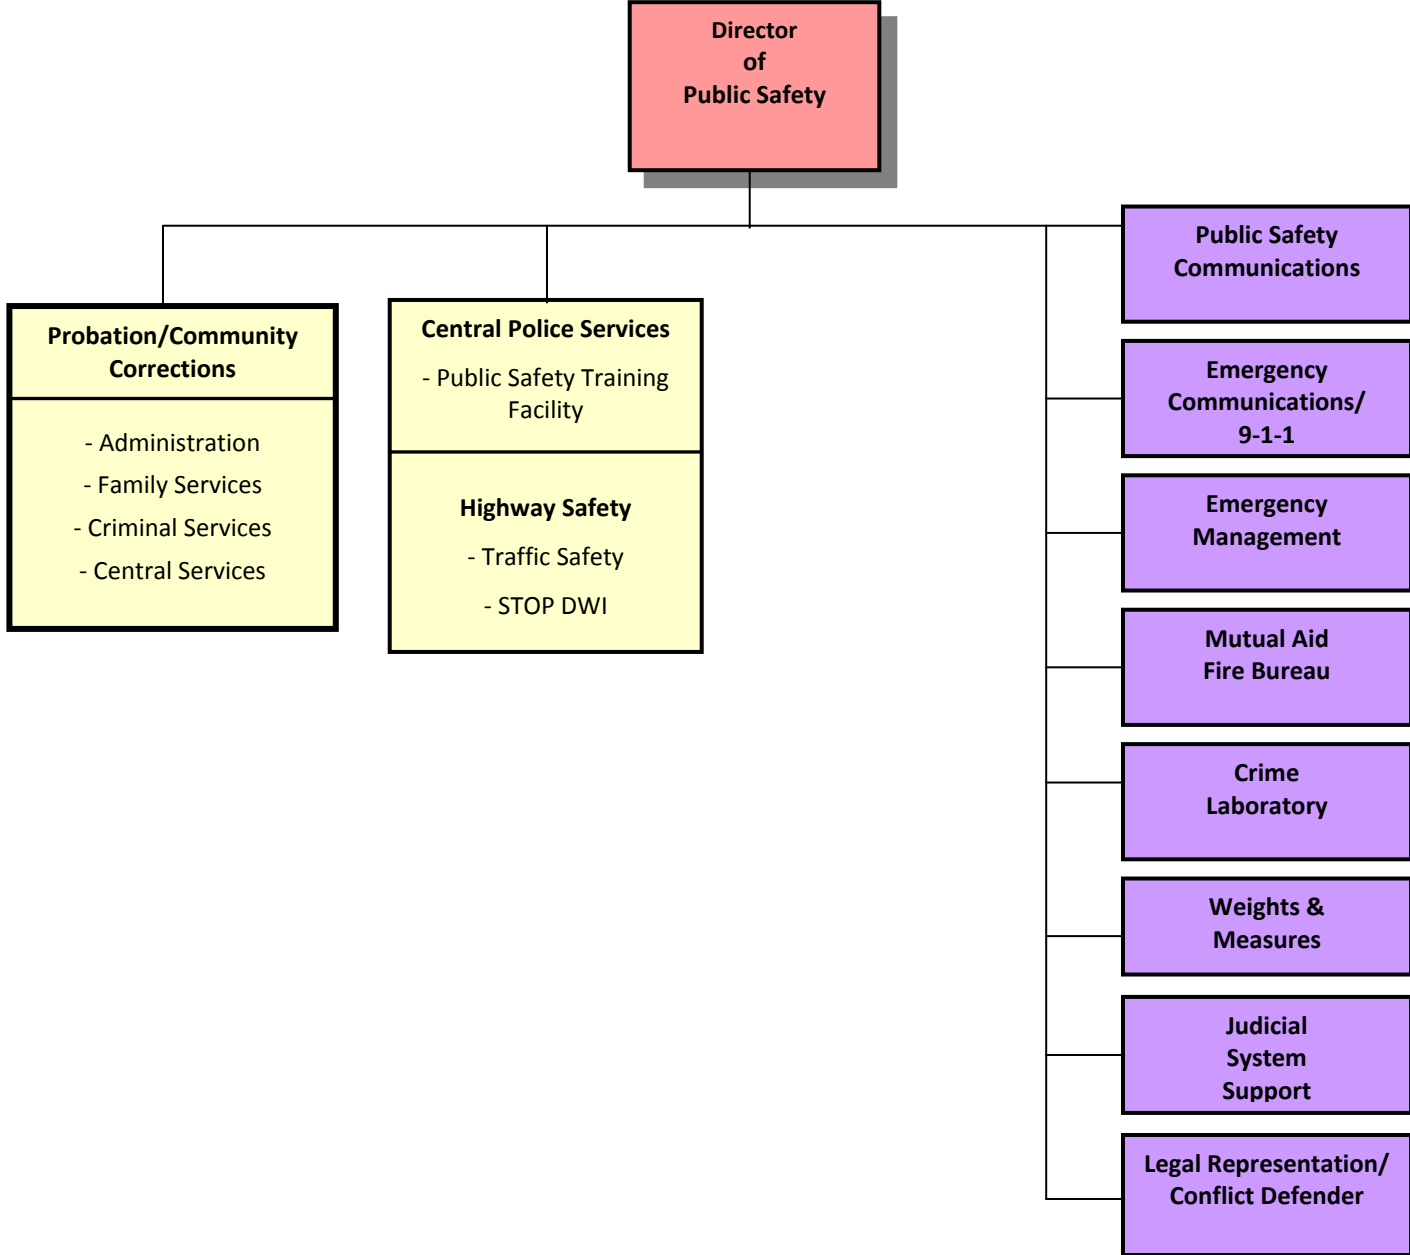 Director
of
Public Safety
Probation/Community
Corrections
- Administration
- Family Services
- Criminal Services
- Central Services
Central Police Services
- Public Safety Training
Facility
Highway Safety
- Traffic Safety
- STOP DWI
Public Safety
Communications
Emergency
Communications/
9-1-1
Emergency
Management
Mutual Aid
Fire Bureau
Crime
Laboratory
Weights &
Measures
Judicial
System
Support
Legal Representation/
Conflict Defender